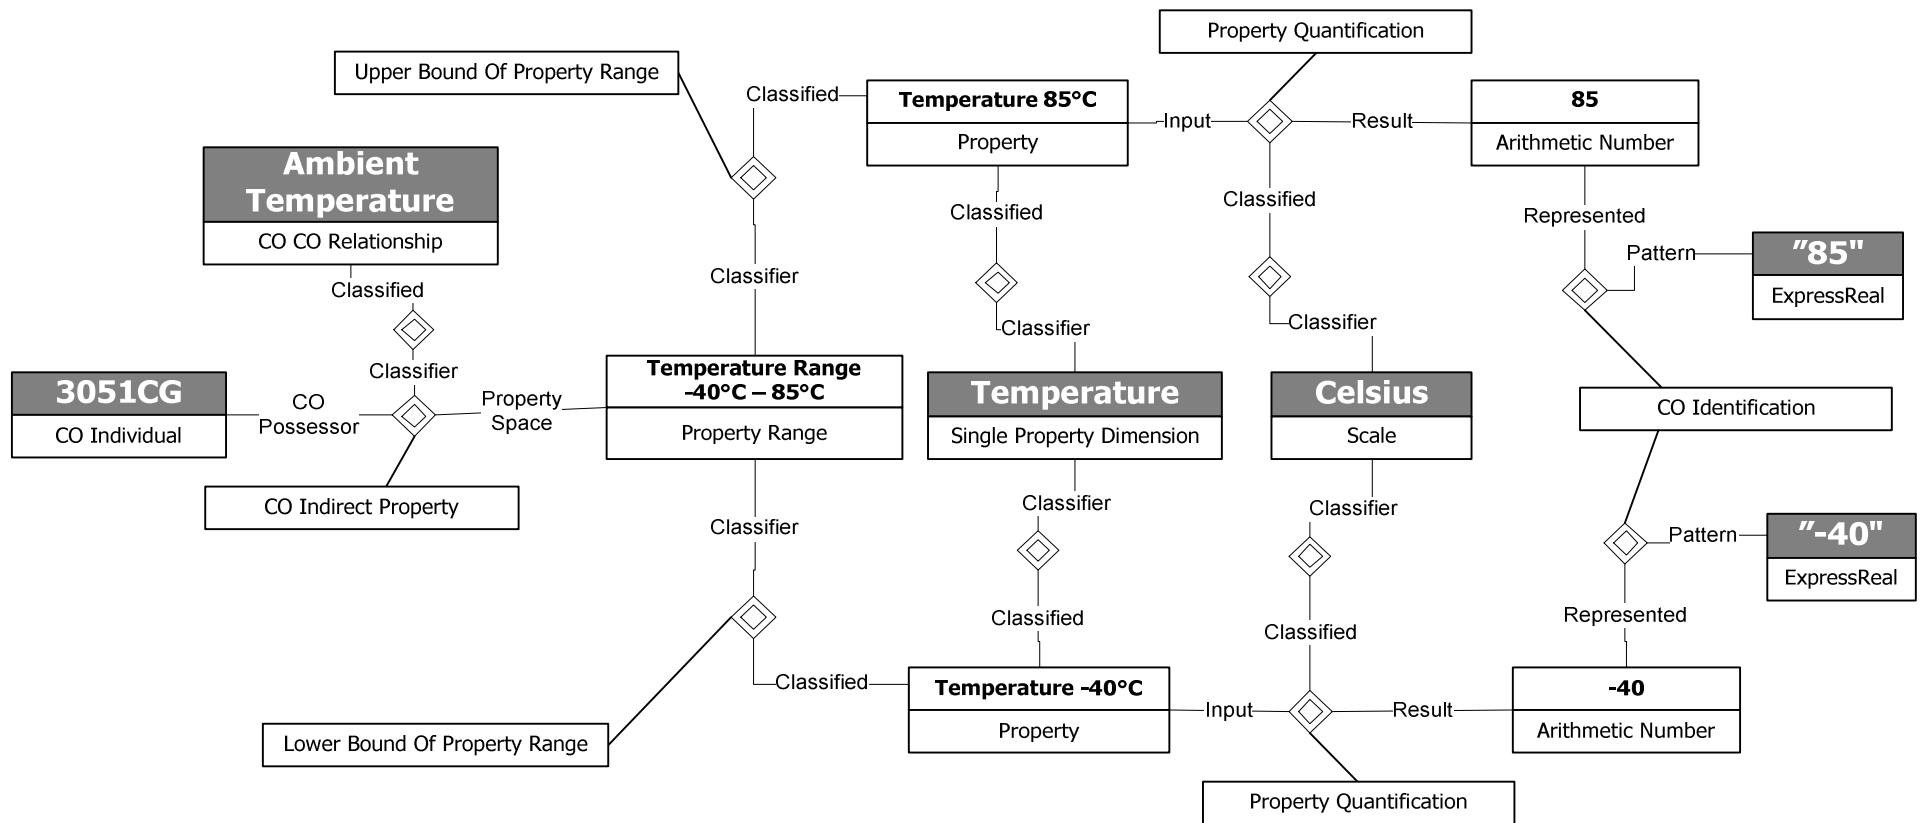 Property Quantification
Upper Bound Of Property Range
Classified
Temperature 85°C
Property
Input
Result
85
Arithmetic Number
Ambient
Temperature
CO CO Relationship
Classified
Classified
Represented
Pattern
″85"
ExpressReal
Classifier
Classified
Classifier
Classifier
Classifier
3051CG
CO Individual
CO
Possessor
Property
Space
Temperature Range
-40°C – 85°C
Property Range
Temperature
Single Property Dimension
Celsius
Scale
CO Identification
CO Indirect Property
Classifier
Classifier
Classifier
Pattern
″-40"
ExpressReal
Classified
Classified
Represented
Classified
Temperature -40°C
Property
Input
Result
-40
Arithmetic Number
Lower Bound Of Property Range
Property Quantification